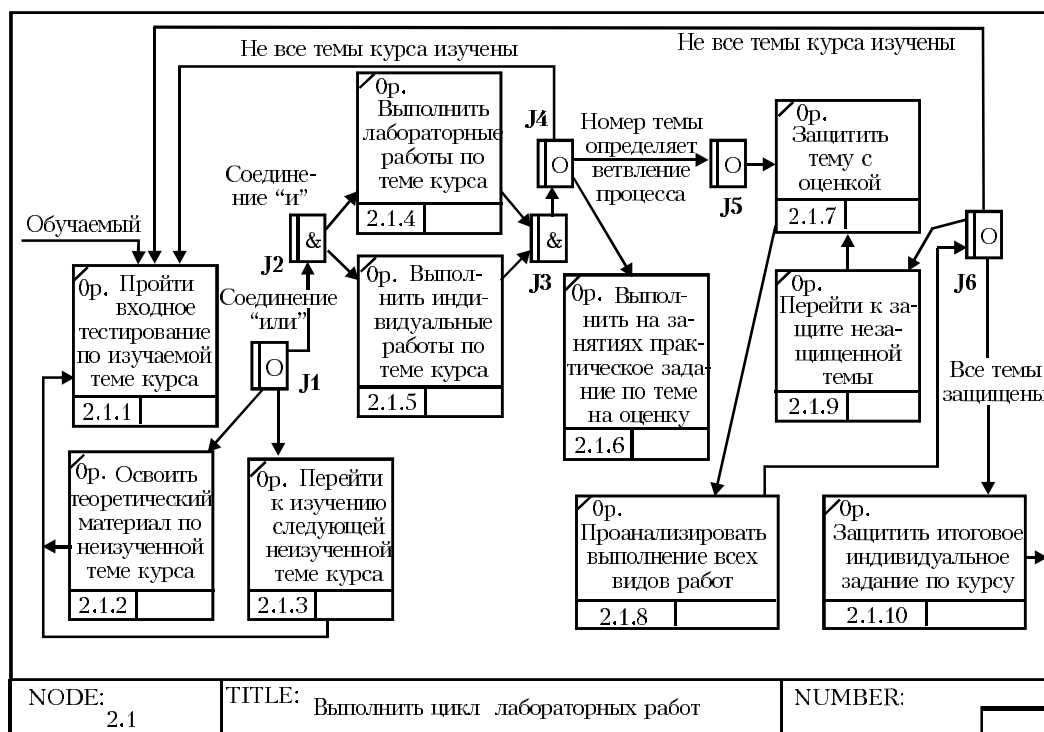 Не все темы курса изучены
Не все темы курса изучены
0р.
Выполнить
лабораторные
работы по
теме курса
2.1.4
J4
O
Номер темы
определяет
ветвление
процесса
O
J5
0р.
Защитить
тему с
оценкой
2.1.7
Соедине-
ние “и”
&
J2
&
J3
O
J6
Обучаемый
0р. Пройти
входное
тестирование
по изучаемой
теме курса
2.1.1
Соединение
“или”
O
J1
0р. Выпол-
нить инди-
видуальные
работы по
теме курса
2.1.5
0р. Выпол-
нить на за-
нятиях прак-
тическое зада-
ние по теме
на оценку
2.1.6
0р.
Перейти к за-
щите неза-
щищенной
темы
2.1.9
Все темы
защищены
0р. Освоить
теоретический
материал по
неизученной
теме курса
2.1.2
0р. Перейти
к изучению
следующей
неизученной
теме курса
2.1.3
0р.
Проанализировать
выполнение всех
видов работ
2.1.8
0р.
Защитить итоговое
индивидуальное
задание по курсу
2.1.10
NODE:
2.1
TITLE: Выполнить цикл лабораторных работ
NUMBER: